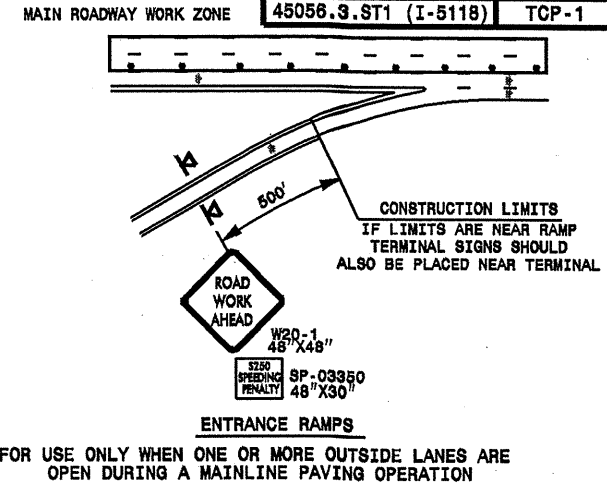 MAIN ROADWAY WORK ZONE
45056.3.ST1 (I-5118)
TCP-1
500'
CONSTRUCTION LIMITS
IF LIMITS ARE NEAR RAMP
TERMINAL SIGNS SHOULD
ALSO BE PLACED NEAR TERMINAL
ROAD
WORK
AHEAD
W20-1
48"X48"
$250
SPEEDING
PENALTY
SP-03350
48"X30"
ENTRANCE RAMPS
FOR USE ONLY WHEN ONE OR MORE OUTSIDE LANES ARE
OPEN DURING A MAINLINE PAVING OPERATION